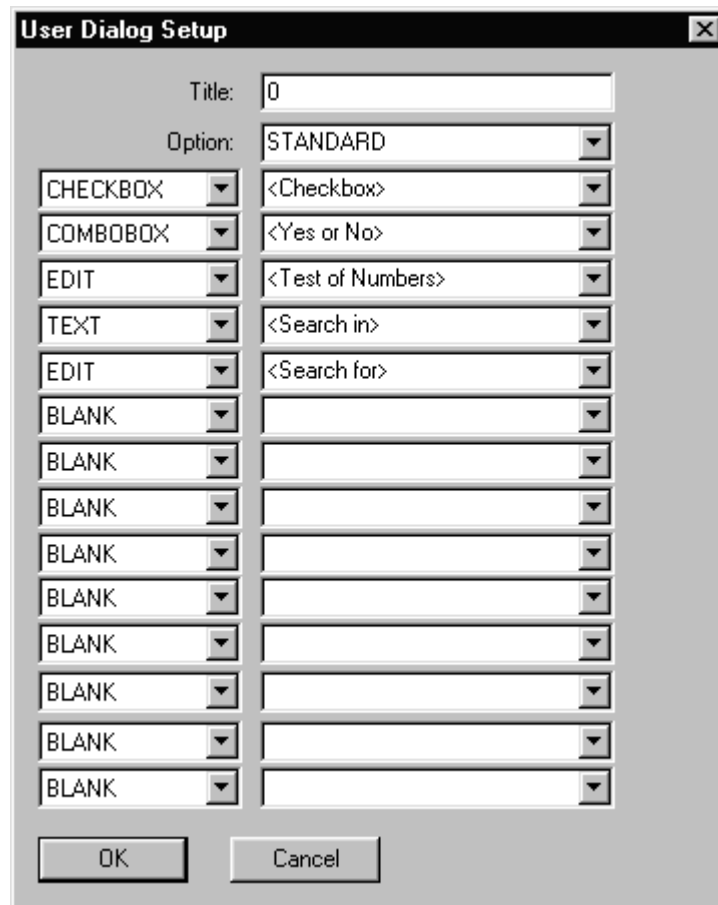 User Dialog Setup
Title: 0
Option: STANDARD
CHECKBOX <Checkbox>
COMBOBOX <Yes or No>
EDIT <Test of Numbers>
TEXT <Search in>
EDIT <Search for>
BLANK
BLANK
BLANK
BLANK
BLANK
BLANK
BLANK
BLANK
BLANK
OK Cancel